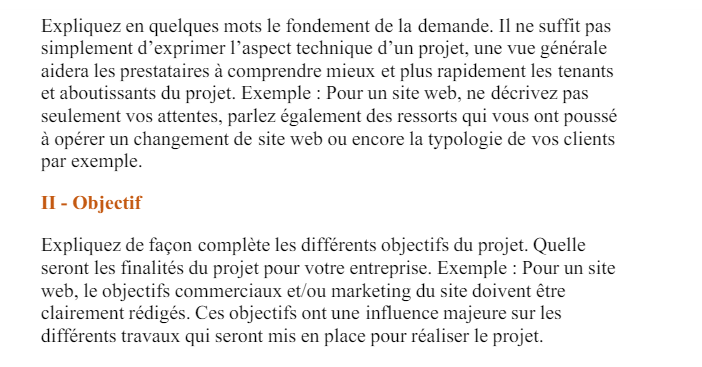 Expliquez en quelques mots le fondement de la demande. Il ne suffit pas
simplement d’exprimer l’aspect technique d’un projet, une vue générale
aidera les prestataires à comprendre mieux et plus rapidement les tenants
et aboutissants du projet. Exemple : Pour un site web, ne décrivez pas
seulement vos attentes, parlez également des ressorts qui vous ont poussé
à opérer un changement de site web ou encore la typologie de vos clients
par exemple.
II - Objectif
Expliquez de façon complète les différents objectifs du projet. Quelle
seront les finalités du projet pour votre entreprise. Exemple : Pour un site
web, le objectifs commerciaux et/ou marketing du site doivent être
clairement rédigés. Ces objectifs ont une influence majeure sur les
différents travaux qui seront mis en place pour réaliser le projet.